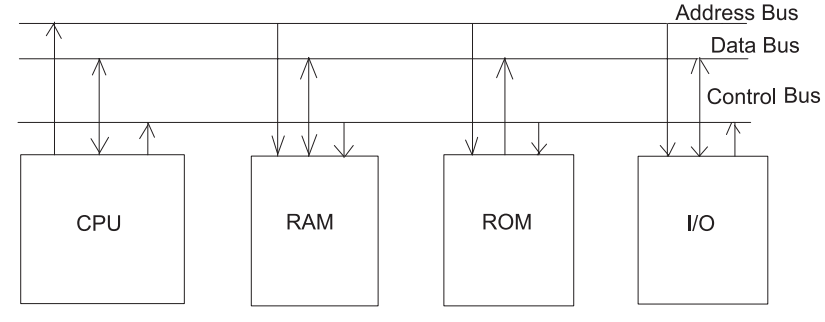 Address Bus
Data Bus
Control Bus
CPU
RAM
ROM
I/O